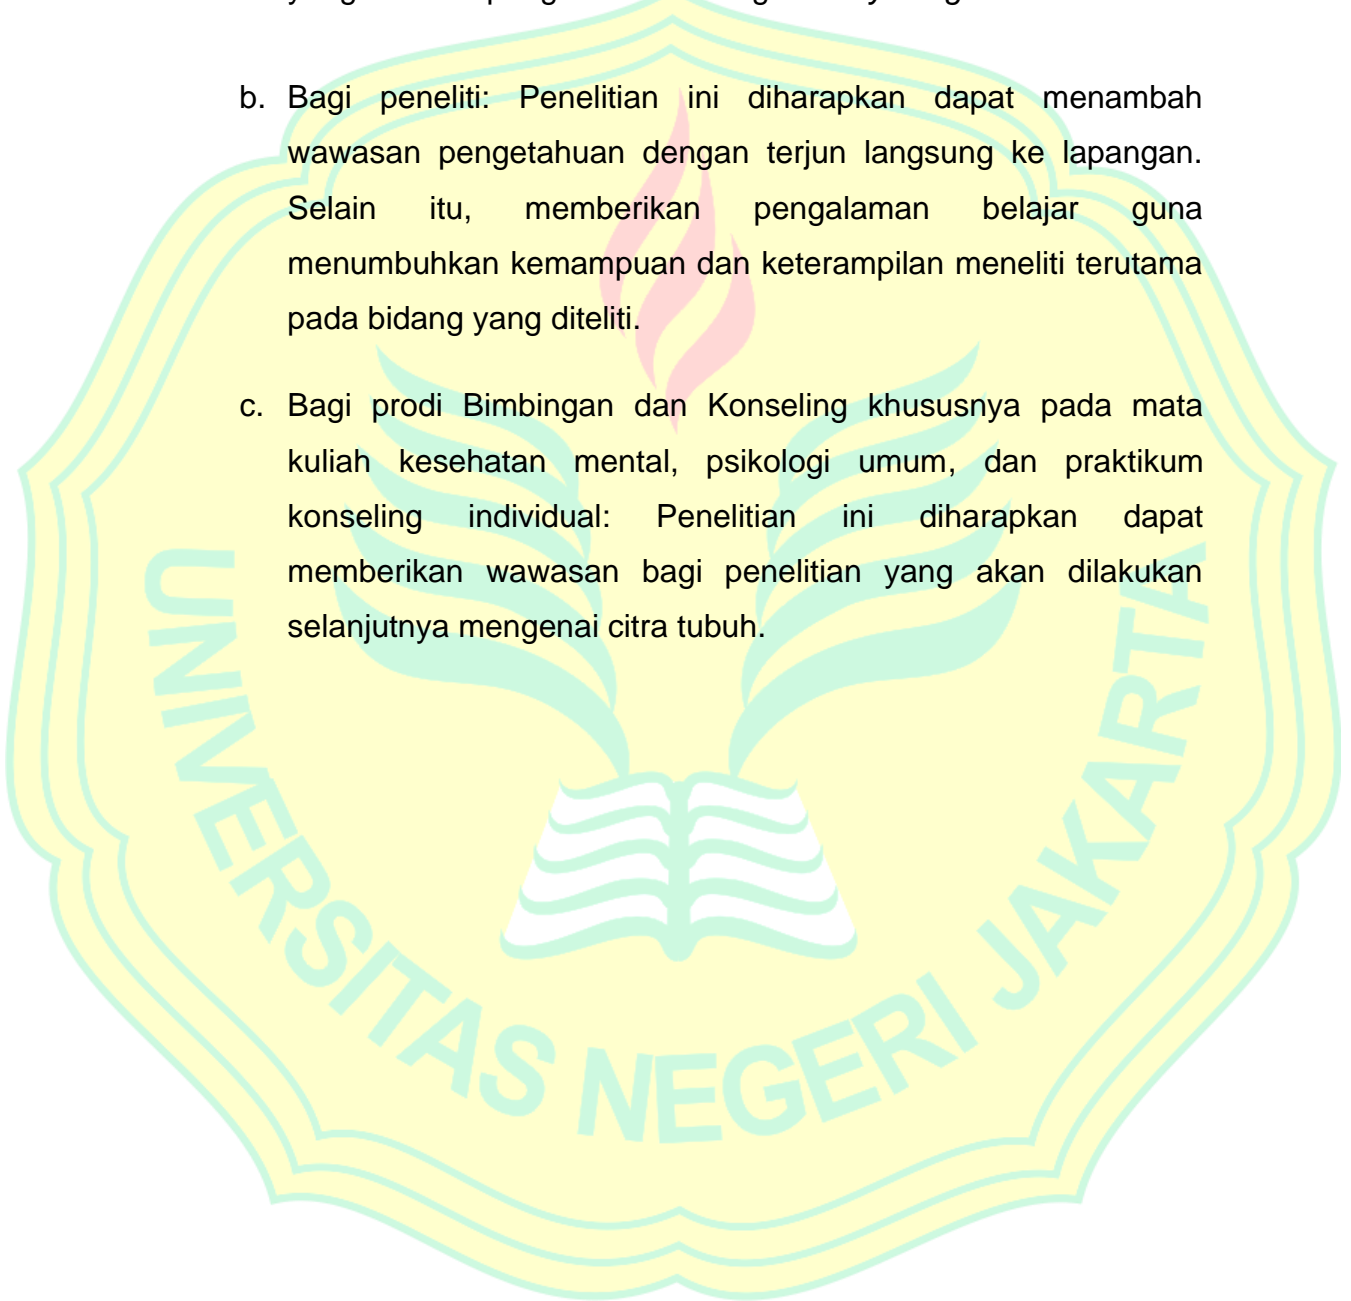 b. Bagi peneliti: Penelitian ini diharapkan dapat menambah
wawasan pengetahuan dengan terjun langsung ke lapangan.
Selain itu, memberikan pengalaman belajar guna
menumbuhkan kemampuan dan keterampilan meneliti terutama
pada bidang yang diteliti.
c. Bagi prodi Bimbingan dan Konseling khususnya pada mata
kuliah kesehatan mental, psikologi umum, dan praktikum
konseling individual: Penelitian ini diharapkan dapat
memberikan wawasan bagi penelitian yang akan dilakukan
selanjutnya mengenai citra tubuh.
UNIVERSITAS NEGERI JAKARTA